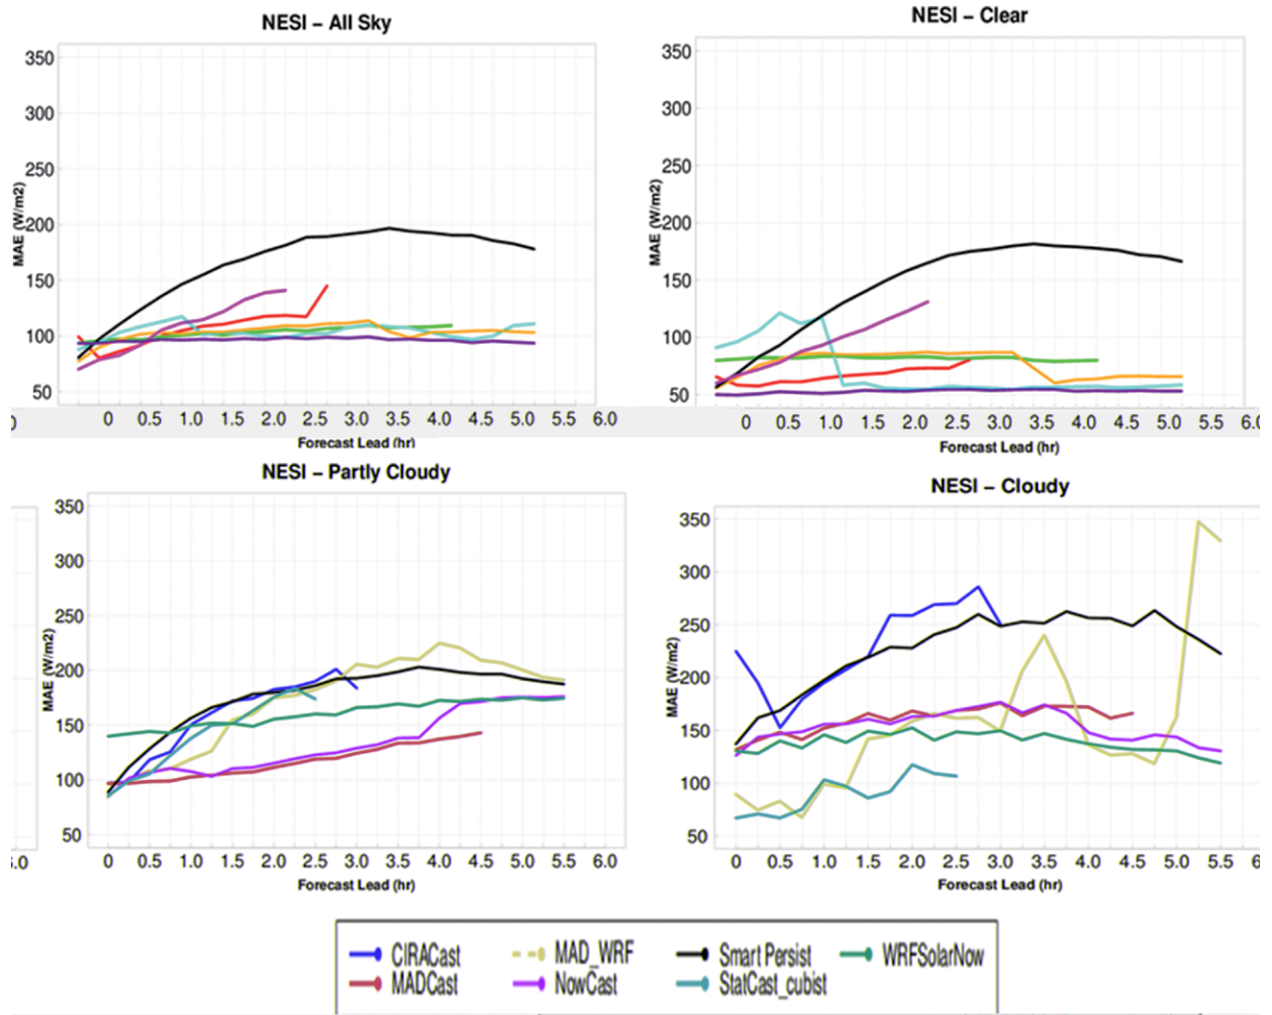 NESI – All Sky
350
300
250
200
150
100
50
MAE (W/m2)
0 0.5 1.0 1.5 2.0 2.5 3.0 3.5 4.0 4.5 5.0 5.5 6.0
Forecast Lead (hr)
NESI – Clear
350
300
250
200
150
100
50
MAE (W/m2)
0 0.5 1.0 1.5 2.0 2.5 3.0 3.5 4.0 4.5 5.0 5.5 6.0
Forecast Lead (hr)
NESI – Partly Cloudy
350
300
250
200
150
100
50
MAE (W/m2)
0 0.5 1.0 1.5 2.0 2.5 3.0 3.5 4.0 4.5 5.0 5.5 6.0
Forecast Lead (hr)
NESI – Cloudy
350
300
250
200
150
100
50
MAE (W/m2)
0 0.5 1.0 1.5 2.0 2.5 3.0 3.5 4.0 4.5 5.0 5.5
Forecast Lead (hr)
CIRACast MAD_WRF Smart Persist WRFSolarNow
MADCast NowCast StatCast_cubist